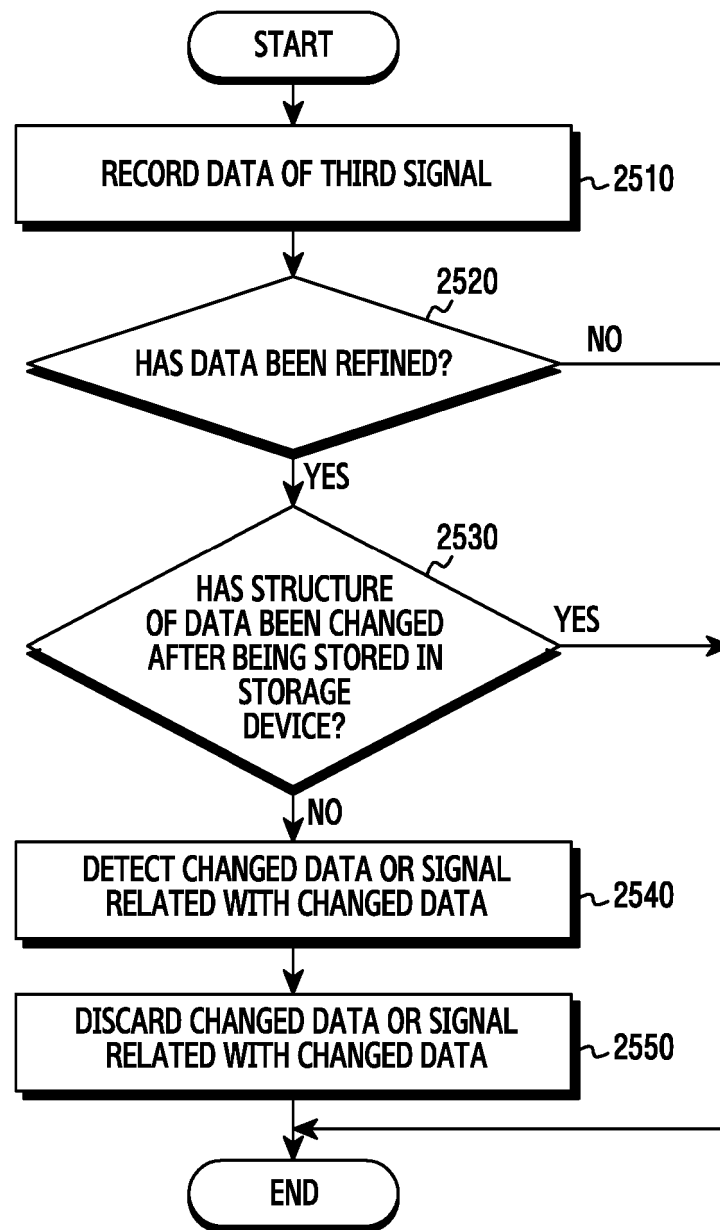 START
RECORD DATA OF THIRD SIGNAL
2510
2520
HAS DATA BEEN REFINED?
NO
YES
2530
HAS STRUCTURE
OF DATA BEEN CHANGED
AFTER BEING STORED IN
STORAGE
DEVICE?
YES
NO
DETECT CHANGED DATA OR SIGNAL
RELATED WITH CHANGED DATA
2540
DISCARD CHANGED DATA OR SIGNAL
RELATED WITH CHANGED DATA
2550
END